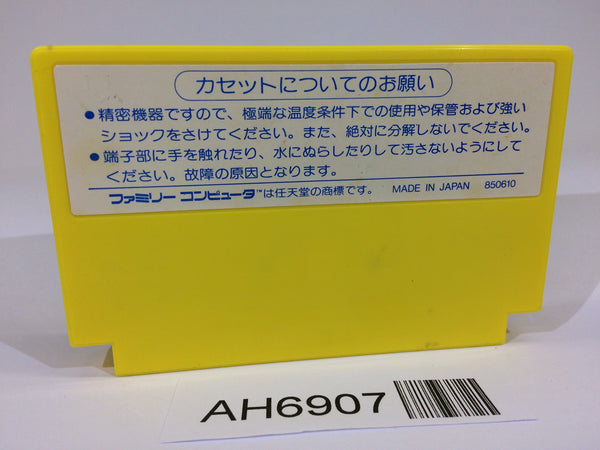 カセットについてのお願い
●精密機器ですので、極端な温度条件下での使用や保管および強い
ショックをさけてください。また、絶対に分解しないでください。
●端子部に手を触れたり、水にぬらしたりして汚さないようにして
ください。故障の原因となります。
ファミリーコンピュータ™は任天堂の商標です。 MADE IN JAPAN 850610
AH6907